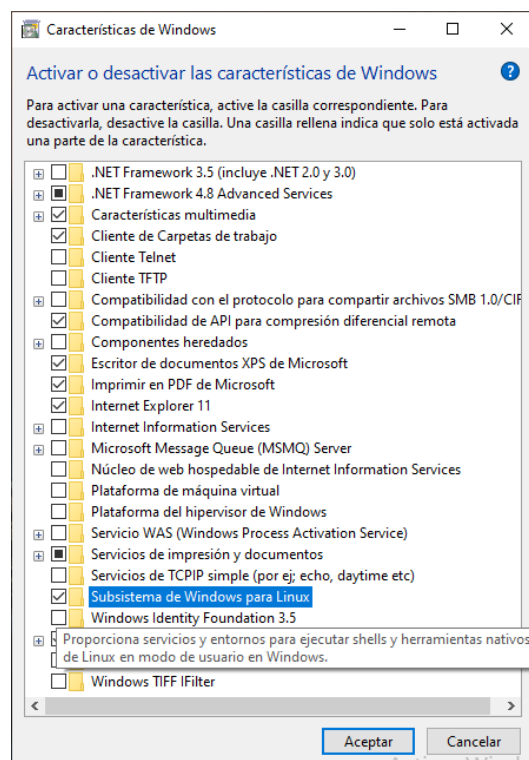 Características de Windows
Activar o desactivar las características de Windows
Para activar una característica, active la casilla correspondiente. Para
desactivarla, desactive la casilla. Una casilla rellena indica que solo está activada
una parte de la característica.
.NET Framework 3.5 (incluye .NET 2.0 y 3.0)
.NET Framework 4.8 Advanced Services
Características multimedia
Cliente de Carpetas de trabajo
Cliente Telnet
Cliente TFTP
Compatibilidad con el protocolo para compartir archivos SMB 1.0/CIF
Compatibilidad de API para compresión diferencial remota
Componentes heredados
Escritor de documentos XPS de Microsoft
Imprimir en PDF de Microsoft
Internet Explorer 11
Internet Information Services
Microsoft Message Queue (MSMQ) Server
Núcleo de web hospedable de Internet Information Services
Plataforma de máquina virtual
Plataforma del hipervisor de Windows
Servicio WAS (Windows Process Activation Service)
Servicios de impresión y documentos
Servicios de TCPIP simple (por ej; echo, daytime etc)
Subsistema de Windows para Linux
Windows Identity Foundation 3.5
Proporciona servicios y entornos para ejecutar shells y herramientas nativos
de Linux en modo de usuario en Windows.
Windows TIFF IFilter
Aceptar Cancelar